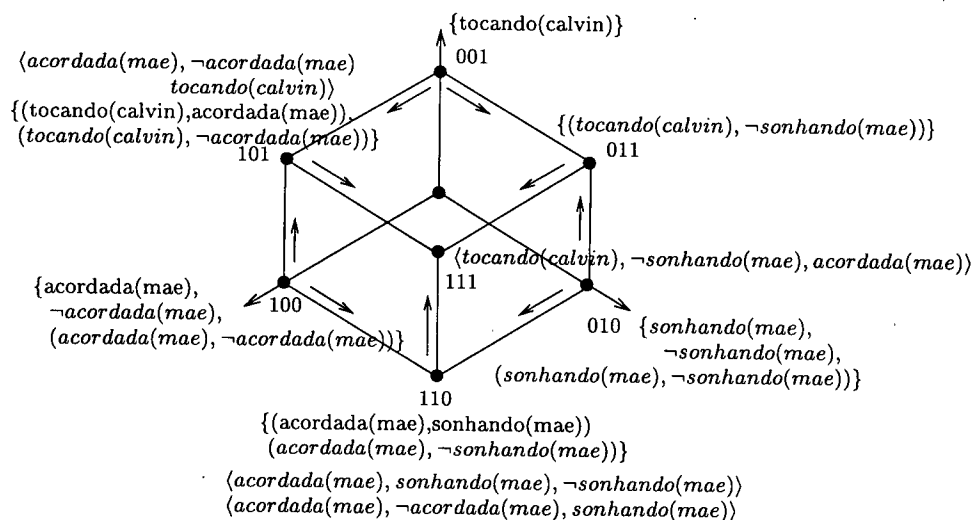 {tocando(calvin)}
001
⟨acordada(mae), ¬acordada(mae)
tocando(calvin)⟩
{(tocando(calvin),acordada(mae)),
(tocando(calvin), ¬acordada(mae))}
101
{(tocando(calvin), ¬sonhando(mae))}
011
⟨tocando(calvin), ¬sonhando(mae), acordada(mae)⟩
111
{acordada(mae),
¬acordada(mae),
(acordada(mae), ¬acordada(mae))}
100
010
{sonhando(mae),
¬sonhando(mae),
(sonhando(mae), ¬sonhando(mae))}
110
{(acordada(mae),sonhando(mae))
(acordada(mae), ¬sonhando(mae))}
⟨acordada(mae), sonhando(mae), ¬sonhando(mae)⟩
⟨acordada(mae), ¬acordada(mae), sonhando(mae)⟩